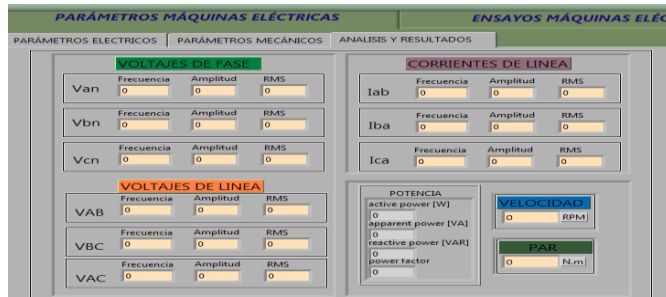 PARÁMETROS MÁQUINAS ELÉCTRICAS
ENSAYOS MÁQUINAS ELÉC
PARÁMETROS ELECTRICOS
PARÁMETROS MECÁNICOS
ANALISIS Y RESULTADOS
VOLTAJES DE FASE
Frecuencia Amplitud RMS
Van 0 0 0
Frecuencia Amplitud RMS
Vbn 0 0 0
Frecuencia Amplitud RMS
Vcn 0 0 0
VOLTAJES DE LINEA
Frecuencia Amplitud RMS
VAB 0 0 0
Frecuencia Amplitud RMS
VBC 0 0 0
Frecuencia Amplitud RMS
VAC 0 0 0
CORRIENTES DE LINEA
Frecuencia Amplitud RMS
Iab 0 0 0
Frecuencia Amplitud RMS
Iba 0 0 0
Frecuencia Amplitud RMS
Ica 0 0 0
POTENCIA
active power [W]
0
apparent power [VA]
0
reactive power [VAR]
0
power factor
0
VELOCIDAD
0 RPM
PAR
0 N.m